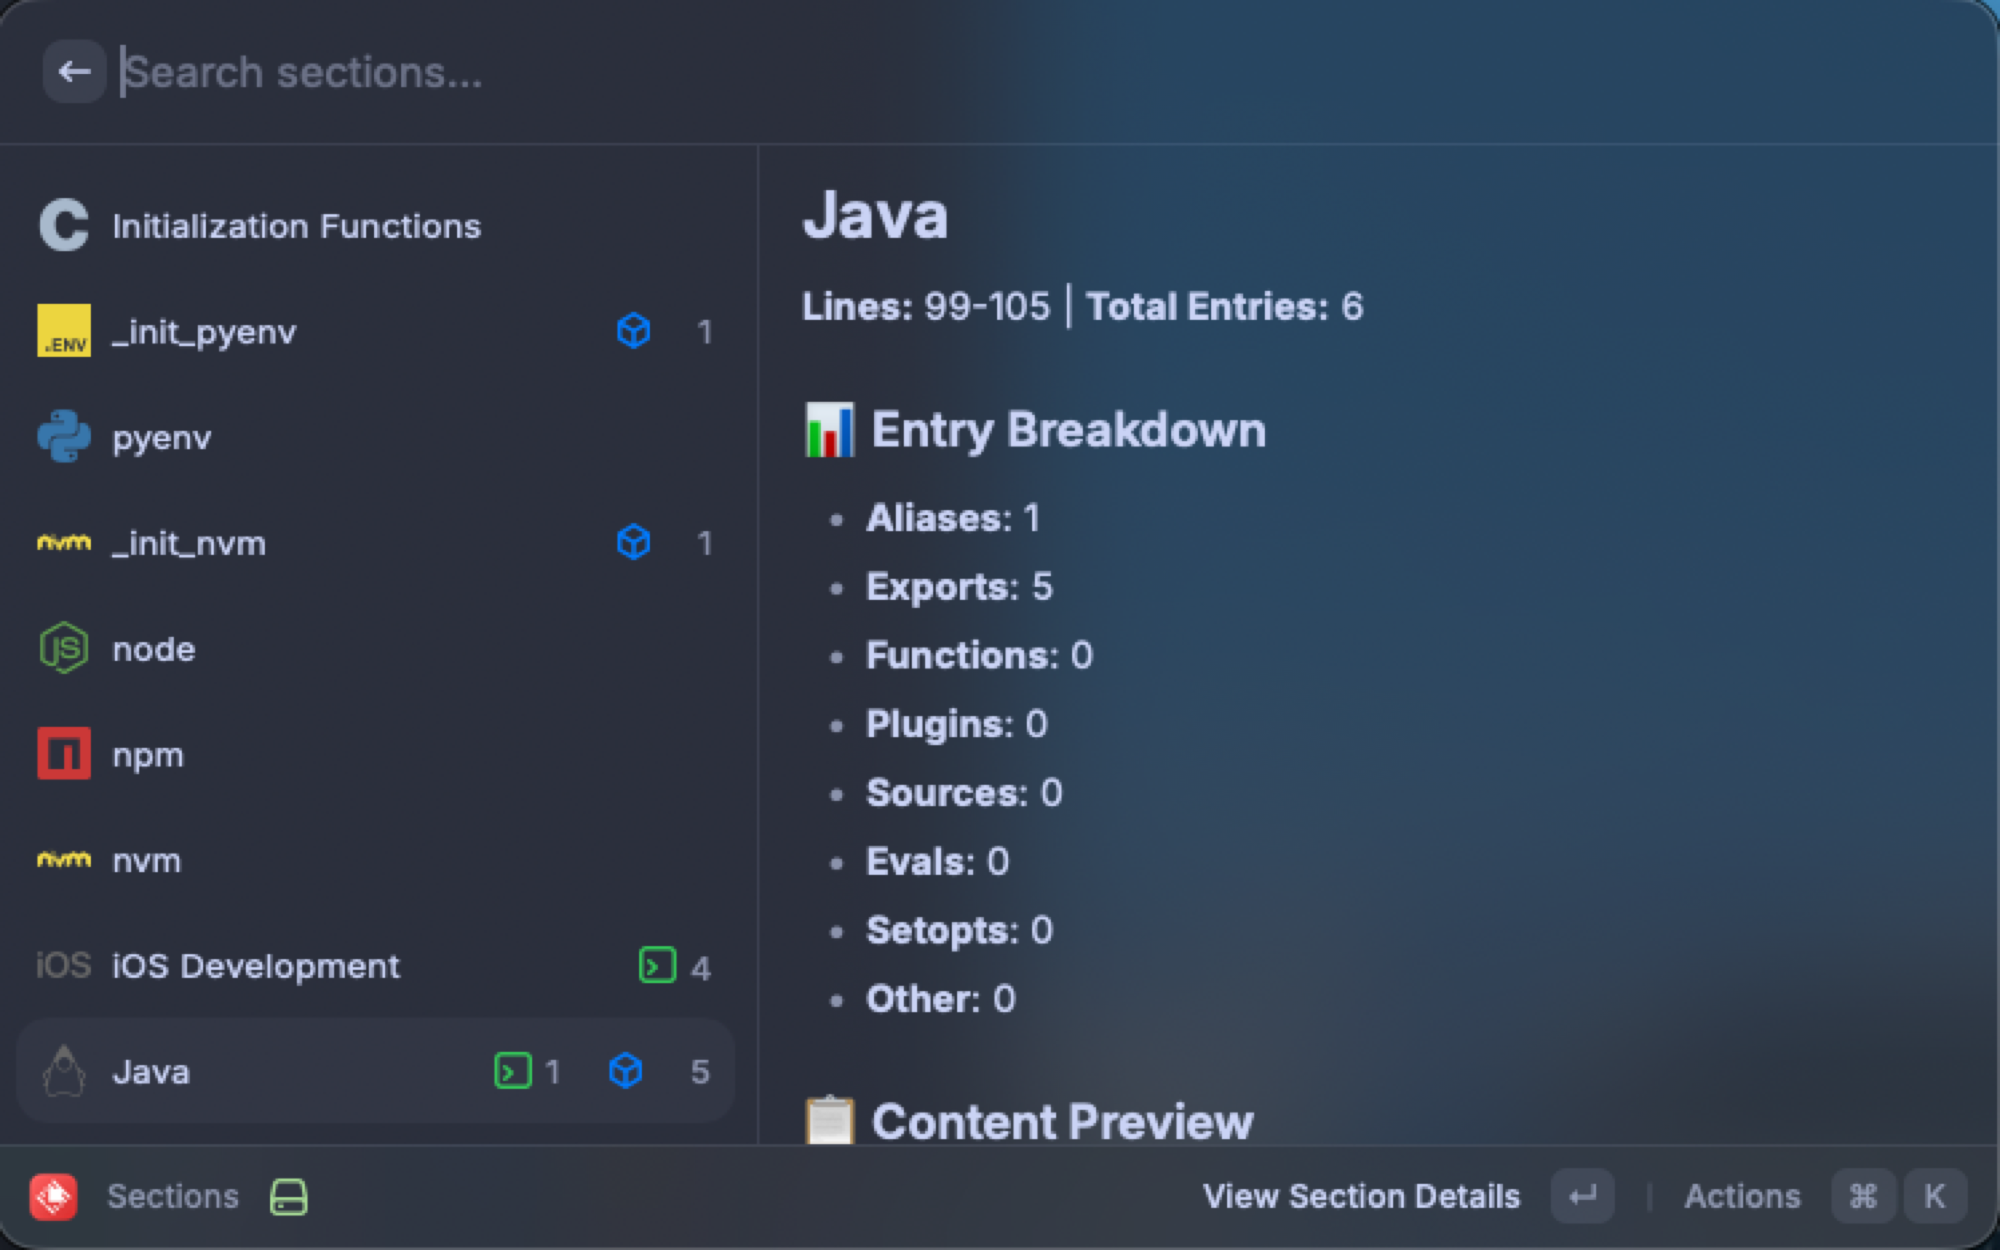 Search sections...
Initialization Functions
.ENV _init_pyenv 1
pyenv
nvm _init_nvm 1
JS node
npm
nvm nvm
iOS iOS Development 4
Java 1 5
Java
Lines: 99-105 | Total Entries: 6
Entry Breakdown
• Aliases: 1
• Exports: 5
• Functions: 0
• Plugins: 0
• Sources: 0
• Evals: 0
• Setopts: 0
• Other: 0
Content Preview
Sections
View Section Details ↵ | Actions ⌘ K